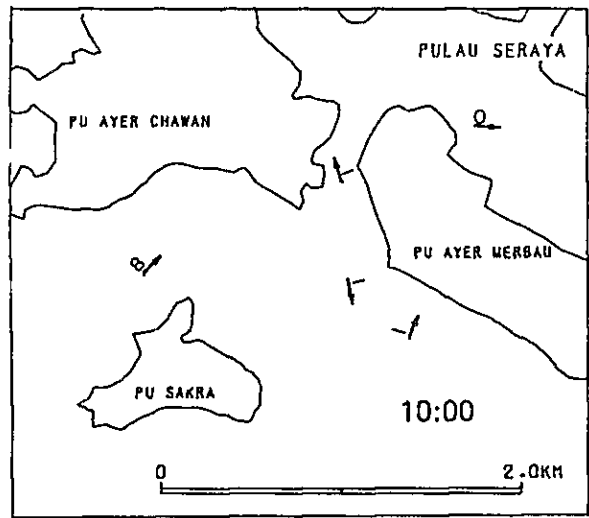 PULAU SERAYA
PU AYER CHAWAN
PU AYER MERBAU
PU SAKRA
10:00
0 2.0KM